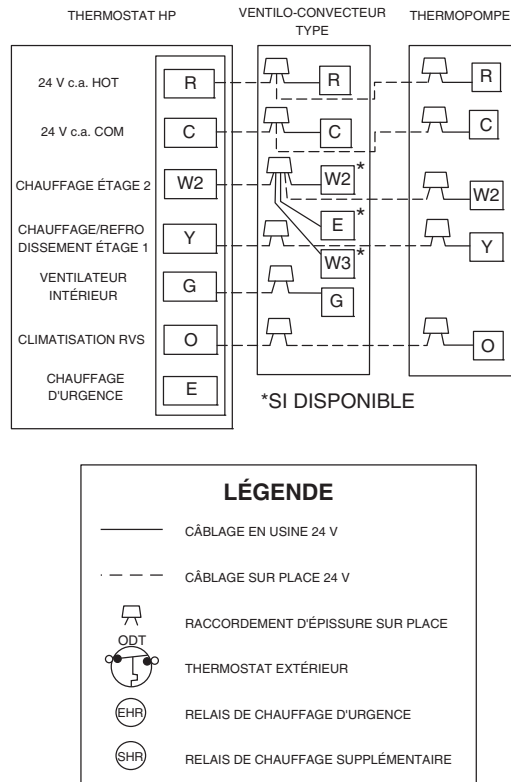 THERMOSTAT HP
VENTILO-CONVECTEUR
TYPE
THERMOPOMPE
24 V c.a. HOT
R
R
R
24 V c.a. COM
C
C
C
CHAUFFAGE ÉTAGE 2
W2
W2*
W2
E*
W3*
CHAUFFAGE/REFRO
DISSEMENT ÉTAGE 1
Y
Y
VENTILATEUR
INTÉRIEUR
G
G
CLIMATISATION RVS
O
O
CHAUFFAGE
D'URGENCE
E
*SI DISPONIBLE
LÉGENDE
CÂBLAGE EN USINE 24 V
CÂBLAGE SUR PLACE 24 V
RACCORDEMENT D'ÉPISSURE SUR PLACE
ODT
THERMOSTAT EXTÉRIEUR
EHR
RELAIS DE CHAUFFAGE D'URGENCE
SHR
RELAIS DE CHAUFFAGE SUPPLÉMENTAIRE